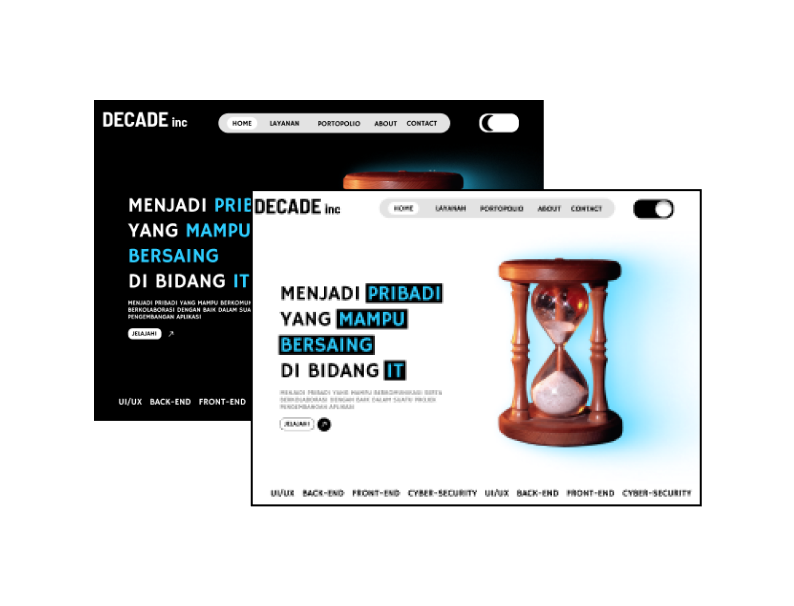 DECADE inc
HOME LAYANAN PORTOPOLIO ABOUT CONTACT
MENJADI PRIB
YANG MAMPU
BERSAING
DI BIDANG IT
MENJADI PRIBADI YANG MAMPU BERKOMUN
BERKOLABORASI DENGAN BAIK DALAM SUA
PENGEMBANGAN APLIKASI
JELAJAHI
UI/UX BACK-END FRONT-END
DECADE inc
HOME LAYANAN PORTOPOLIO ABOUT CONTACT
MENJADI PRIBADI
YANG MAMPU
BERSAING
DI BIDANG IT
MENJADI PRIBADI YANG MAMPU BERKOMUNIKASI SERTA
BERKOLABORASI DENGAN BAIK DALAM SUATU PROJEK
PENGEMBANGAN APLIKASI
JELAJAHI
UI/UX BACK-END FRONT-END CYBER-SECURITY UI/UX BACK-END FRONT-END CYBER-SECURITY